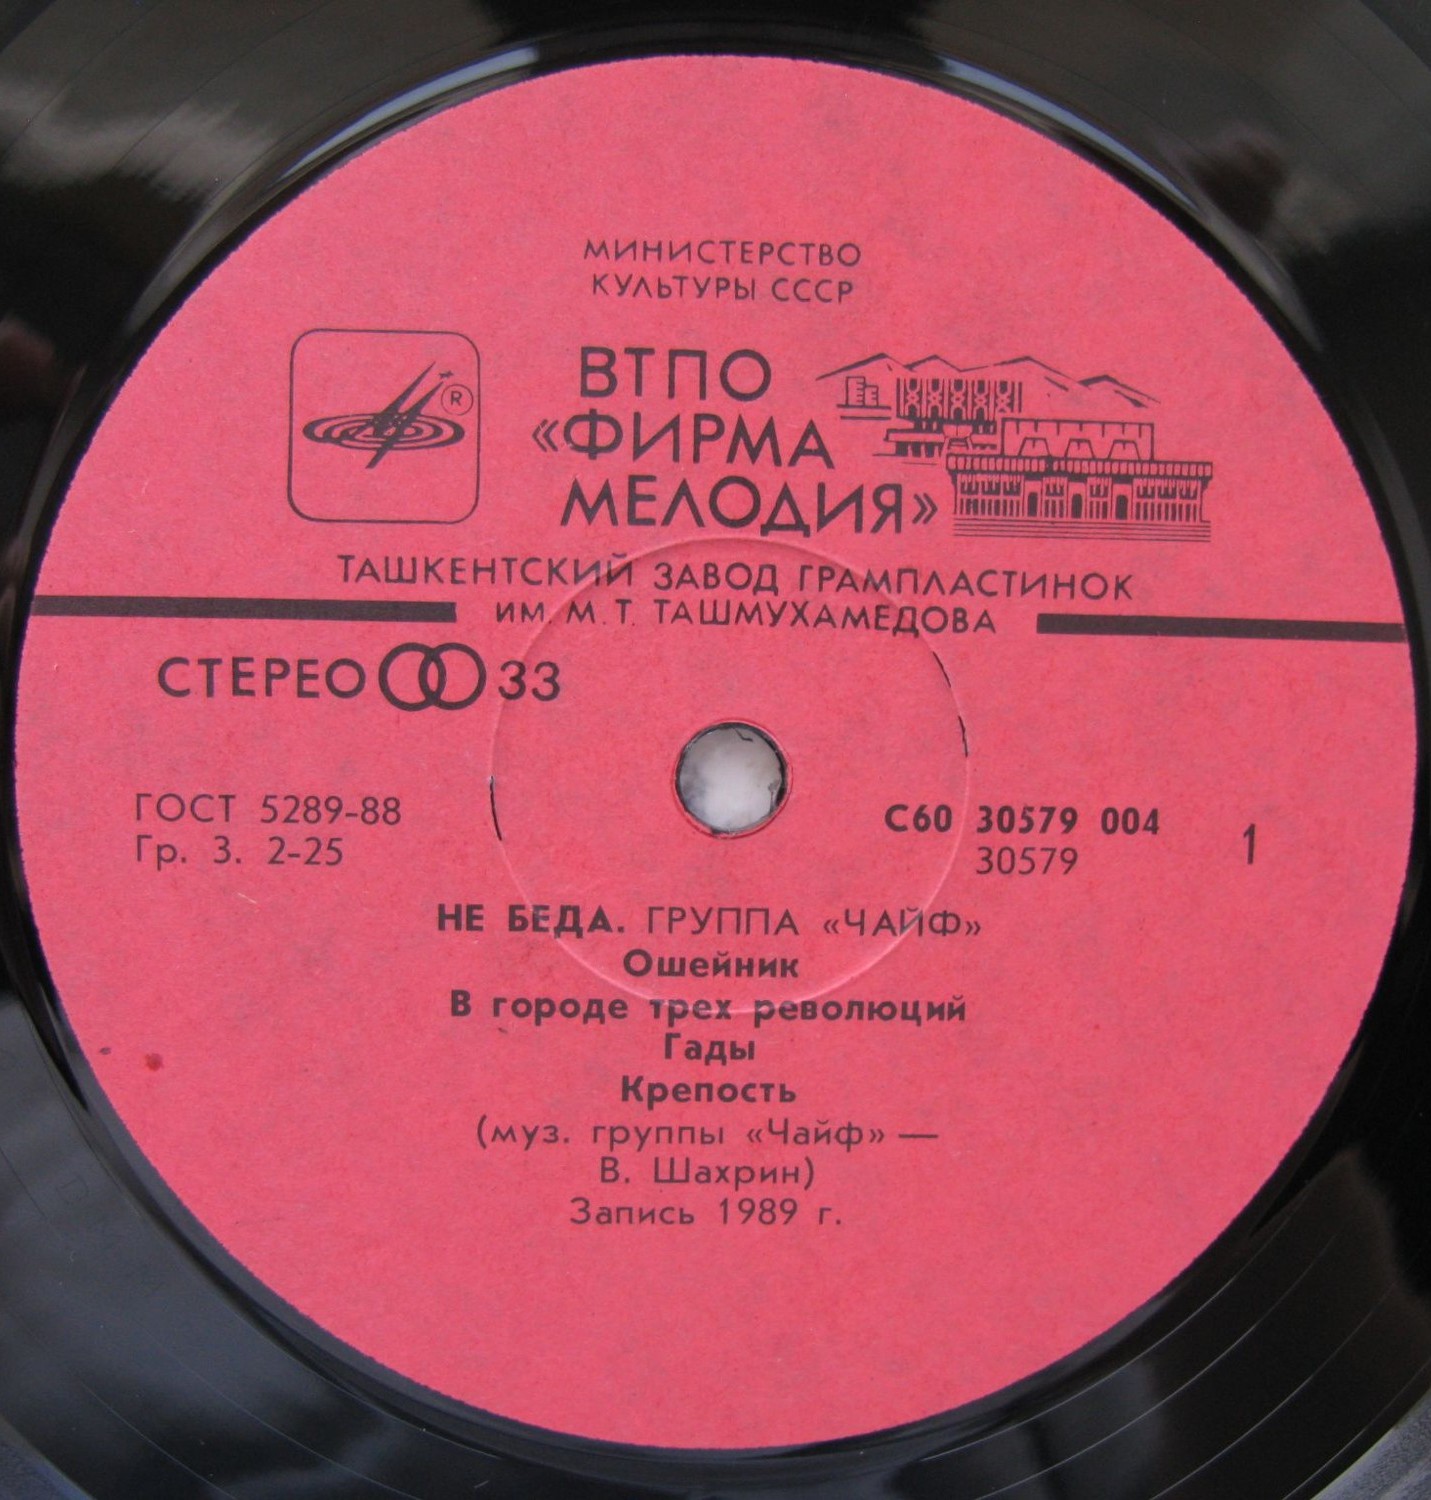 МИНИСТЕРСТВО
КУЛЬТУРЫ СССР
ВТПО
«ФИРМА
МЕЛОДИЯ»
®
ТАШКЕНТСКИЙ ЗАВОД ГРАМПЛАСТИНОК
ИМ. М. Т. ТАШМУХАМЕДОВА
СТЕРЕО 33
ГОСТ 5289-88
Гр. 3. 2-25
С60 30579 004
30579
1
НЕ БЕДА. ГРУППА «ЧАЙФ»
Ошейник
В городе трех революций
Гады
Крепость
(муз. группы «Чайф» —
В. Шахрин)
Запись 1989 г.